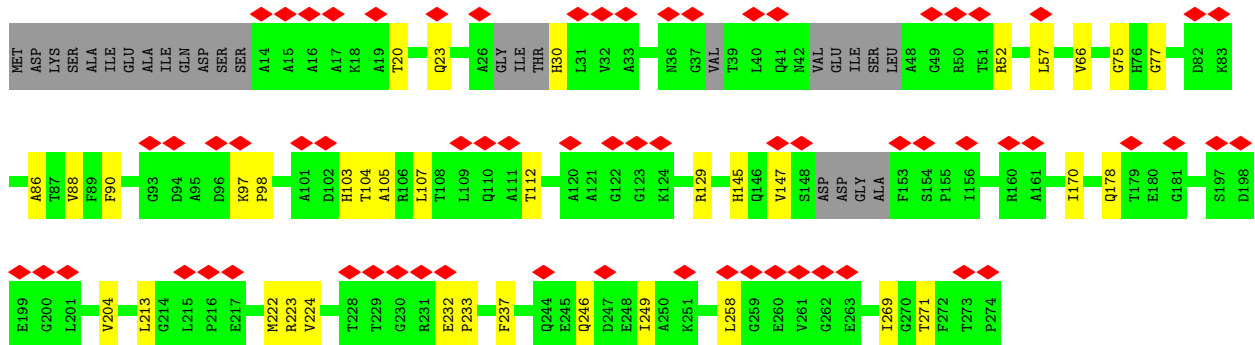 MET ASP LYS SER ALA ILE GLU ALA ILE GLN ASP SER SER A14 A15 A16 A17 K18 A19 T20 Q23 A26 GLY ILE THR H30 L31 V32 A33 N36 G37 VAL T39 L40 Q41 N42 VAL GLU ILE SER LEU A48 G49 R50 T51 R52 L57 V66 G75 H76 G77 D82 K83
A86 T87 V88 F89 F90 G93 D94 A95 D96 K97 P98 A101 D102 H103 T104 A105 R106 L107 T108 L109 Q110 A111 T112 A120 A121 G122 G123 K124 R129 H145 Q146 V147 S148 ASP ASP GLY ALA F153 S154 P155 I156 R160 A161 I170 Q178 T179 E180 G181 S197 D198
E199 G200 L201 V204 L213 G214 L215 P216 E217 M222 R223 V224 T228 T229 G230 R231 E232 P233 F237 Q244 E245 Q246 D247 E248 I249 A250 K251 L258 G259 E260 V261 G262 E263 I269 G270 T271 F272 T273 P274